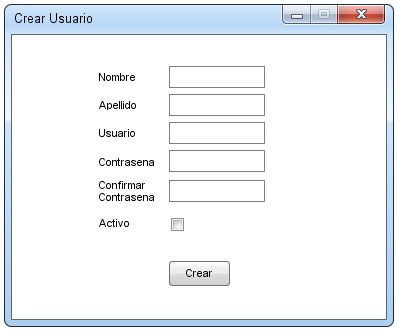 Crear Usuario
Nombre
Apellido
Usuario
Contrasena
Confirmar
Contrasena
Activo
Crear